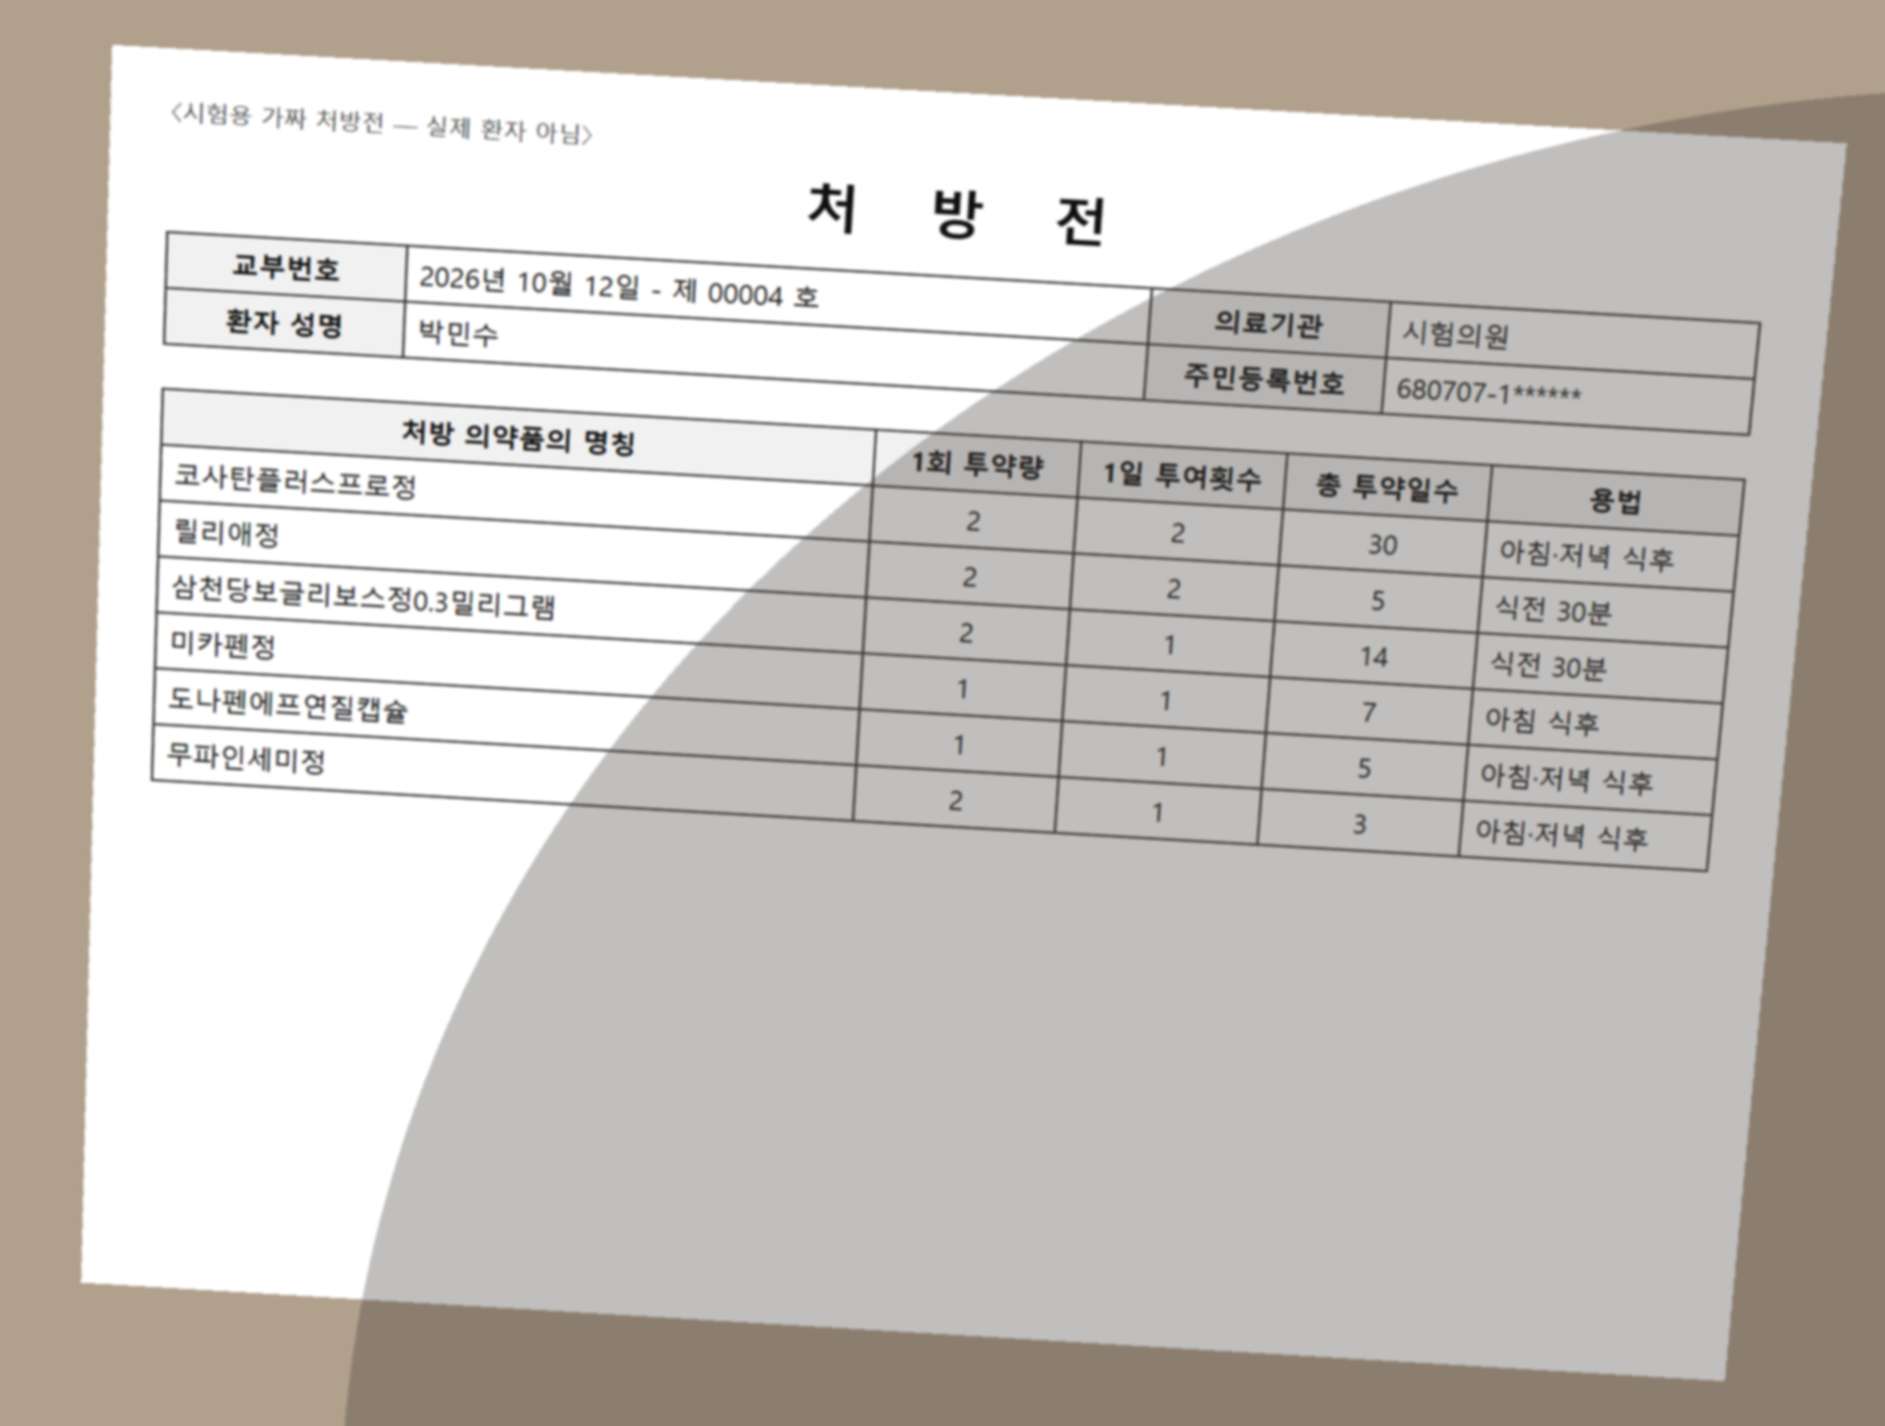 <시험용 가짜 처방전 — 실제 환자 아님>
처 방 전
교부번호 2026년 10월 12일 - 제 00004 호 의료기관 시험의원
환자 성명 박민수 주민등록번호 680707-1******
처방 의약품의 명칭 1회 투약량 1일 투여횟수 총 투약일수 용법
코사탄플러스프로정 2 2 30 아침·저녁 식후
릴리애정 2 2 5 식전 30분
삼천당보글리보스정0.3밀리그램 2 1 14 식전 30분
미카펜정 1 1 7 아침 식후
도나펜에프연질캡슐 1 1 5 아침·저녁 식후
무파인세미정 2 1 3 아침·저녁 식후